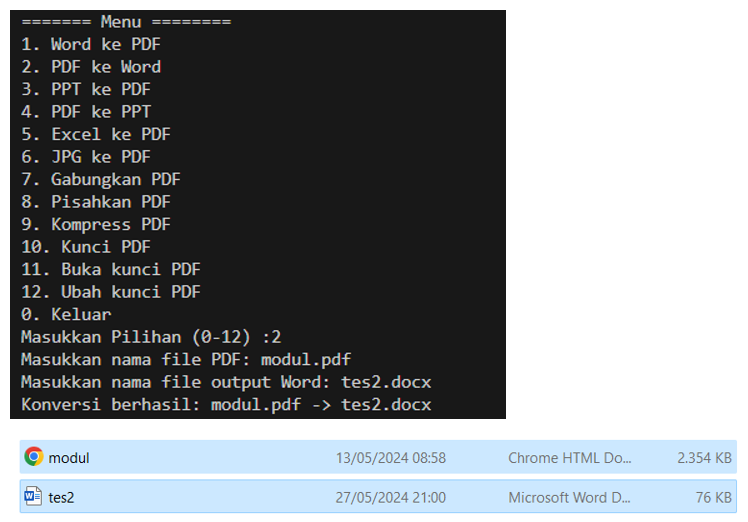 ======= Menu ========
1. Word ke PDF
2. PDF ke Word
3. PPT ke PDF
4. PDF ke PPT
5. Excel ke PDF
6. JPG ke PDF
7. Gabungkan PDF
8. Pisahkan PDF
9. Kompress PDF
10. Kunci PDF
11. Buka kunci PDF
12. Ubah kunci PDF
0. Keluar
Masukkan Pilihan (0-12) :2
Masukkan nama file PDF: modul.pdf
Masukkan nama file output Word: tes2.docx
Konversi berhasil: modul.pdf -> tes2.docx
modul 13/05/2024 08:58 Chrome HTML Do... 2.354 KB
tes2 27/05/2024 21:00 Microsoft Word D... 76 KB